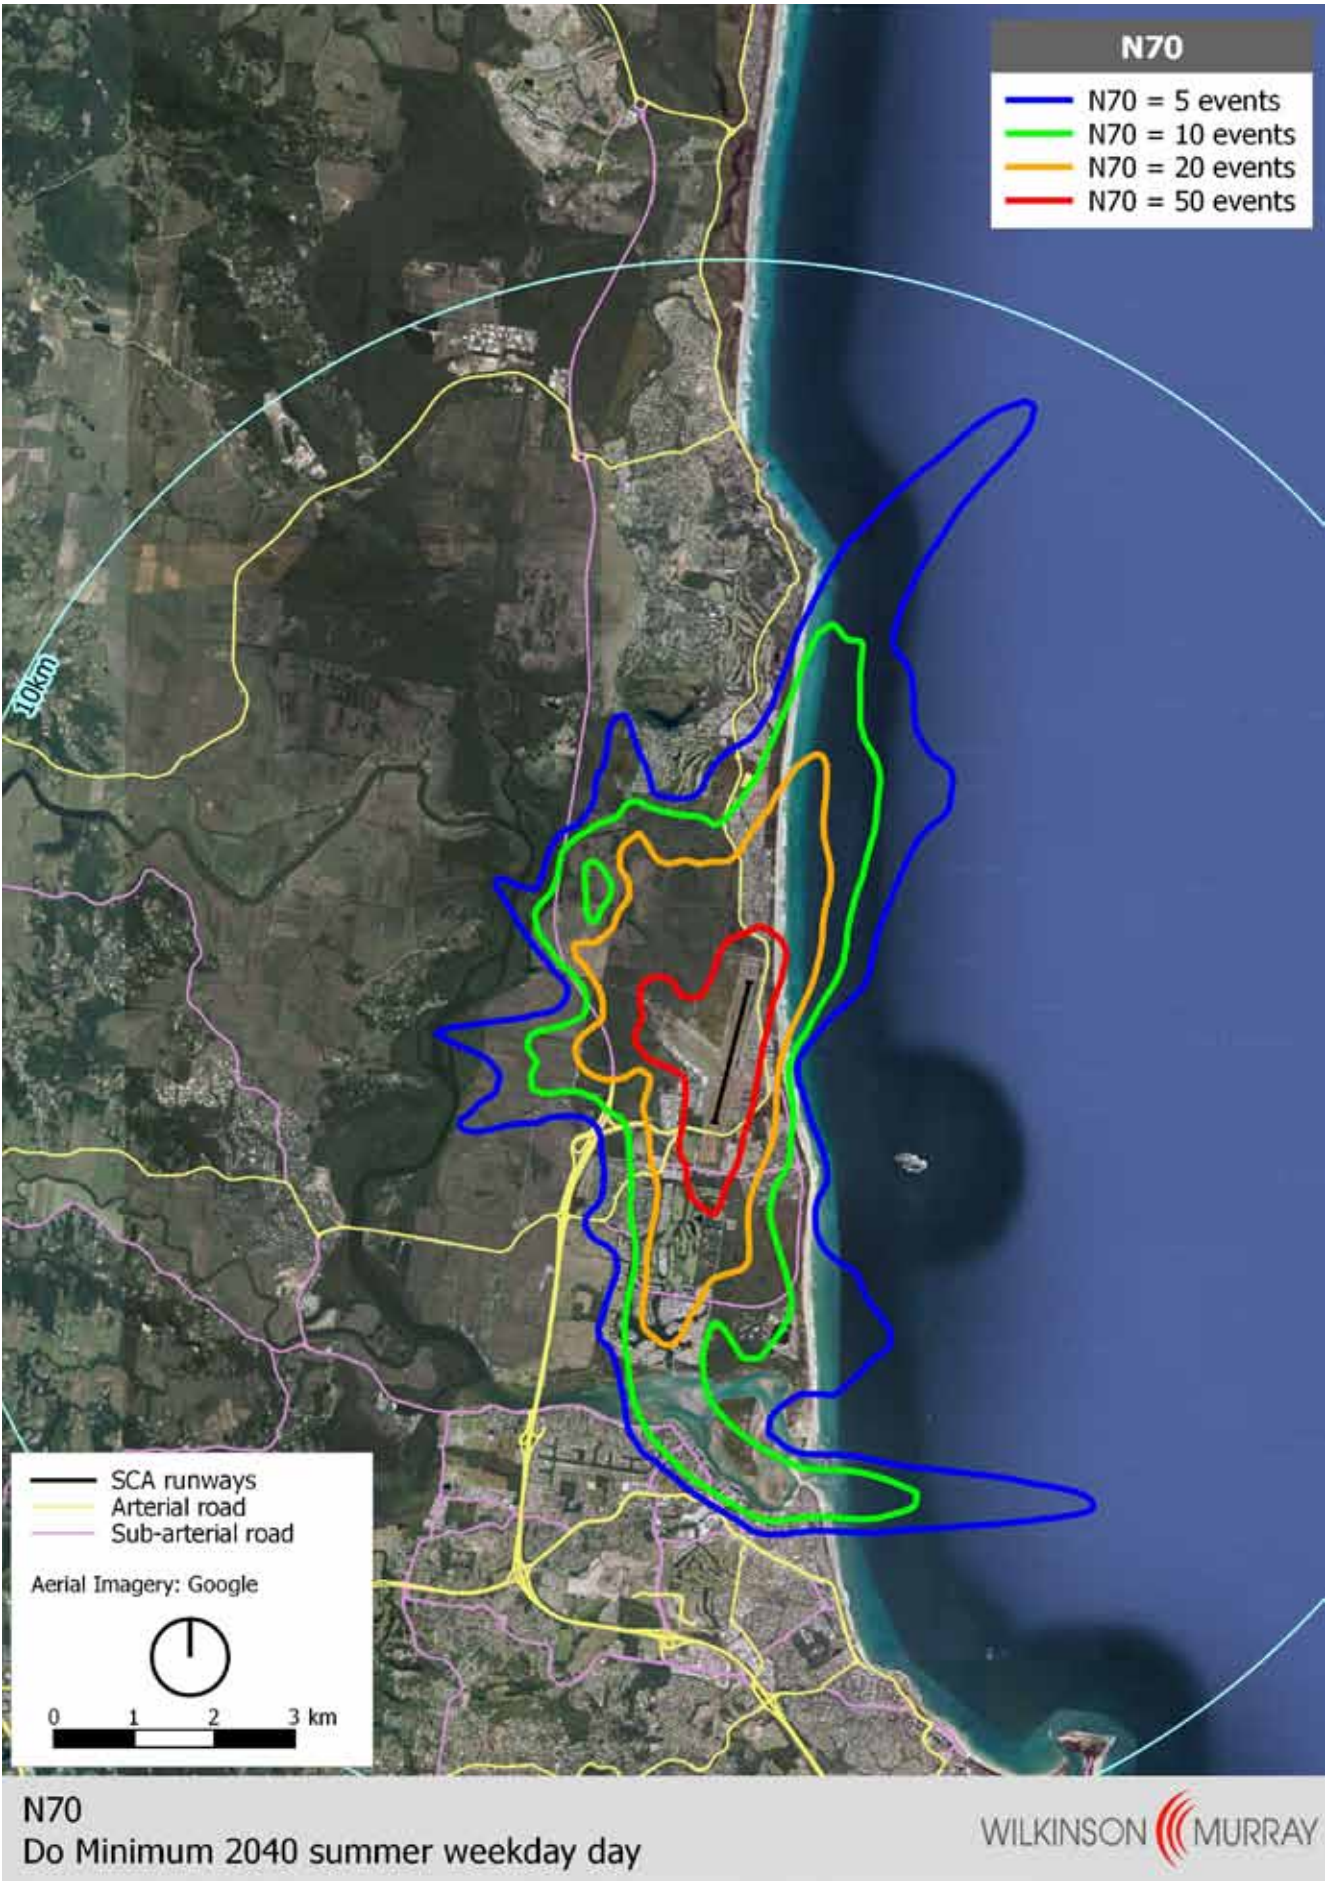 N70
N70 = 5 events
N70 = 10 events
N70 = 20 events
N70 = 50 events
10km
SCA runways
Arterial road
Sub-arterial road
Aerial Imagery: Google
0 1 2 3 km
N70
Do Minimum 2040 summer weekday day
WILKINSON MURRAY